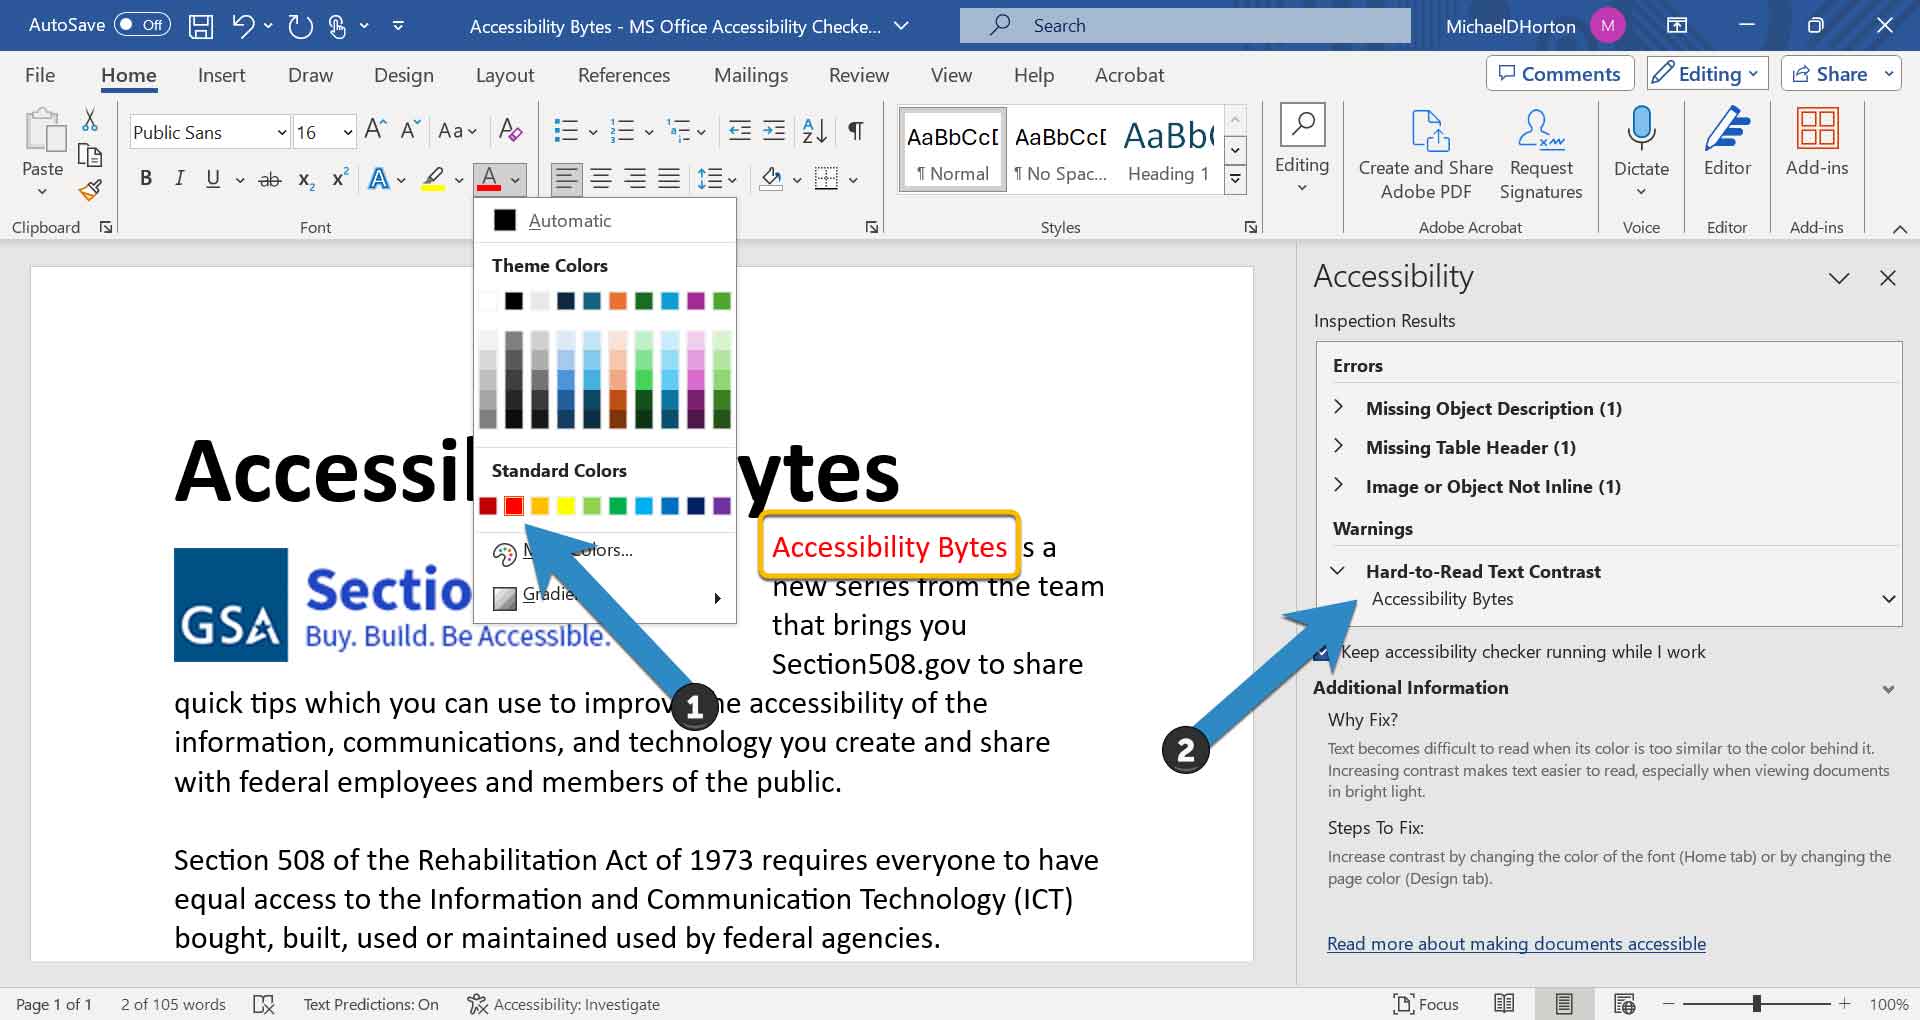 AutoSave Off
Accessibility Bytes - MS Office Accessibility Checke...
Search
MichaelDHorton M
File Home Insert Draw Design Layout References Mailings Review View Help Acrobat
Comments Editing Share
Paste
Clipboard
Public Sans 16
Aa
B I U ab x2 x2 A A
Font
AaBbCcD AaBbCcD AaBb(
¶ Normal ¶ No Spac... Heading 1
Styles
Editing
Create and Share
Adobe PDF
Request
Signatures
Adobe Acrobat
Dictate
Voice
Editor
Editor
Add-ins
Add-ins
Automatic
Theme Colors
Standard Colors
Colors...
Gradie
Accessib ytes
GSA
Sectio
Buy. Build. Be Accessible.
Accessibility Bytes s a
new series from the team
that brings you
Section508.gov to share
quick tips which you can use to improv he accessibility of the
information, communications, and technology you create and share
with federal employees and members of the public.
Section 508 of the Rehabilitation Act of 1973 requires everyone to have
equal access to the Information and Communication Technology (ICT)
bought, built, used or maintained used by federal agencies.
1
2
Accessibility
Inspection Results
Errors
Missing Object Description (1)
Missing Table Header (1)
Image or Object Not Inline (1)
Warnings
Hard-to-Read Text Contrast
Accessibility Bytes
Keep accessibility checker running while I work
Additional Information
Why Fix?
Text becomes difficult to read when its color is too similar to the color behind it.
Increasing contrast makes text easier to read, especially when viewing documents
in bright light.
Steps To Fix:
Increase contrast by changing the color of the font (Home tab) or by changing the
page color (Design tab).
Read more about making documents accessible
Page 1 of 1 2 of 105 words Text Predictions: On Accessibility: Investigate Focus 100%